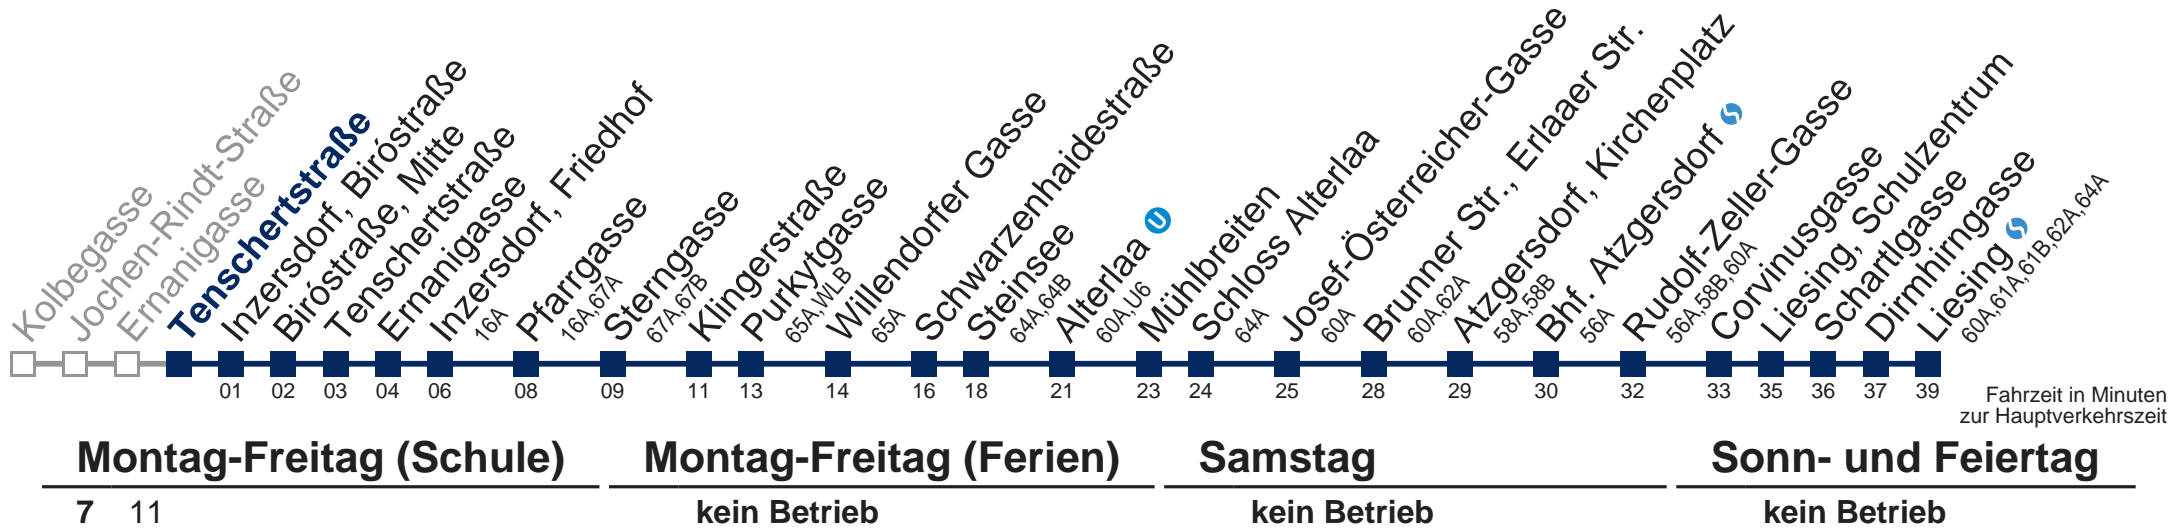 Kolbegasse
Jochen-Rindt-Straße
Ernanigasse
Tenschertstraße
Inzersdorf, Biróstraße
Biróstraße, Mitte
Tenschertstraße
Ernanigasse
Inzersdorf, Friedhof
16A
Pfarrgasse
16A,67A
Sterngasse
67A,67B
Klingerstraße
Purkytgasse
65A,WLB
Willendorfer Gasse
65A
Schwarzenhaidestraße
Steinsee
64A,64B
Alterlaa U
60A,U6
Mühlbreiten
Schloss Alterlaa
64A
Josef-Österreicher-Gasse
60A
Brunner Str., Erlaaer Str.
60A,62A
Atzgersdorf, Kirchenplatz
58A,58B
Bhf. Atzgersdorf
56A
Rudolf-Zeller-Gasse
56A,58B,60A
Corvinusgasse
Liesing, Schulzentrum
Schartlgasse
Dirmhirngasse
Liesing
60A,61A,61B,62A,64A
01 02 03 04 06 08 09 11 13 14 16 18 21 23 24 25 28 29 30 32 33 35 36 37 39
Fahrzeit in Minuten
zur Hauptverkehrszeit
Montag-Freitag (Schule) Montag-Freitag (Ferien) Samstag Sonn- und Feiertag
7 11 kein Betrieb kein Betrieb kein Betrieb